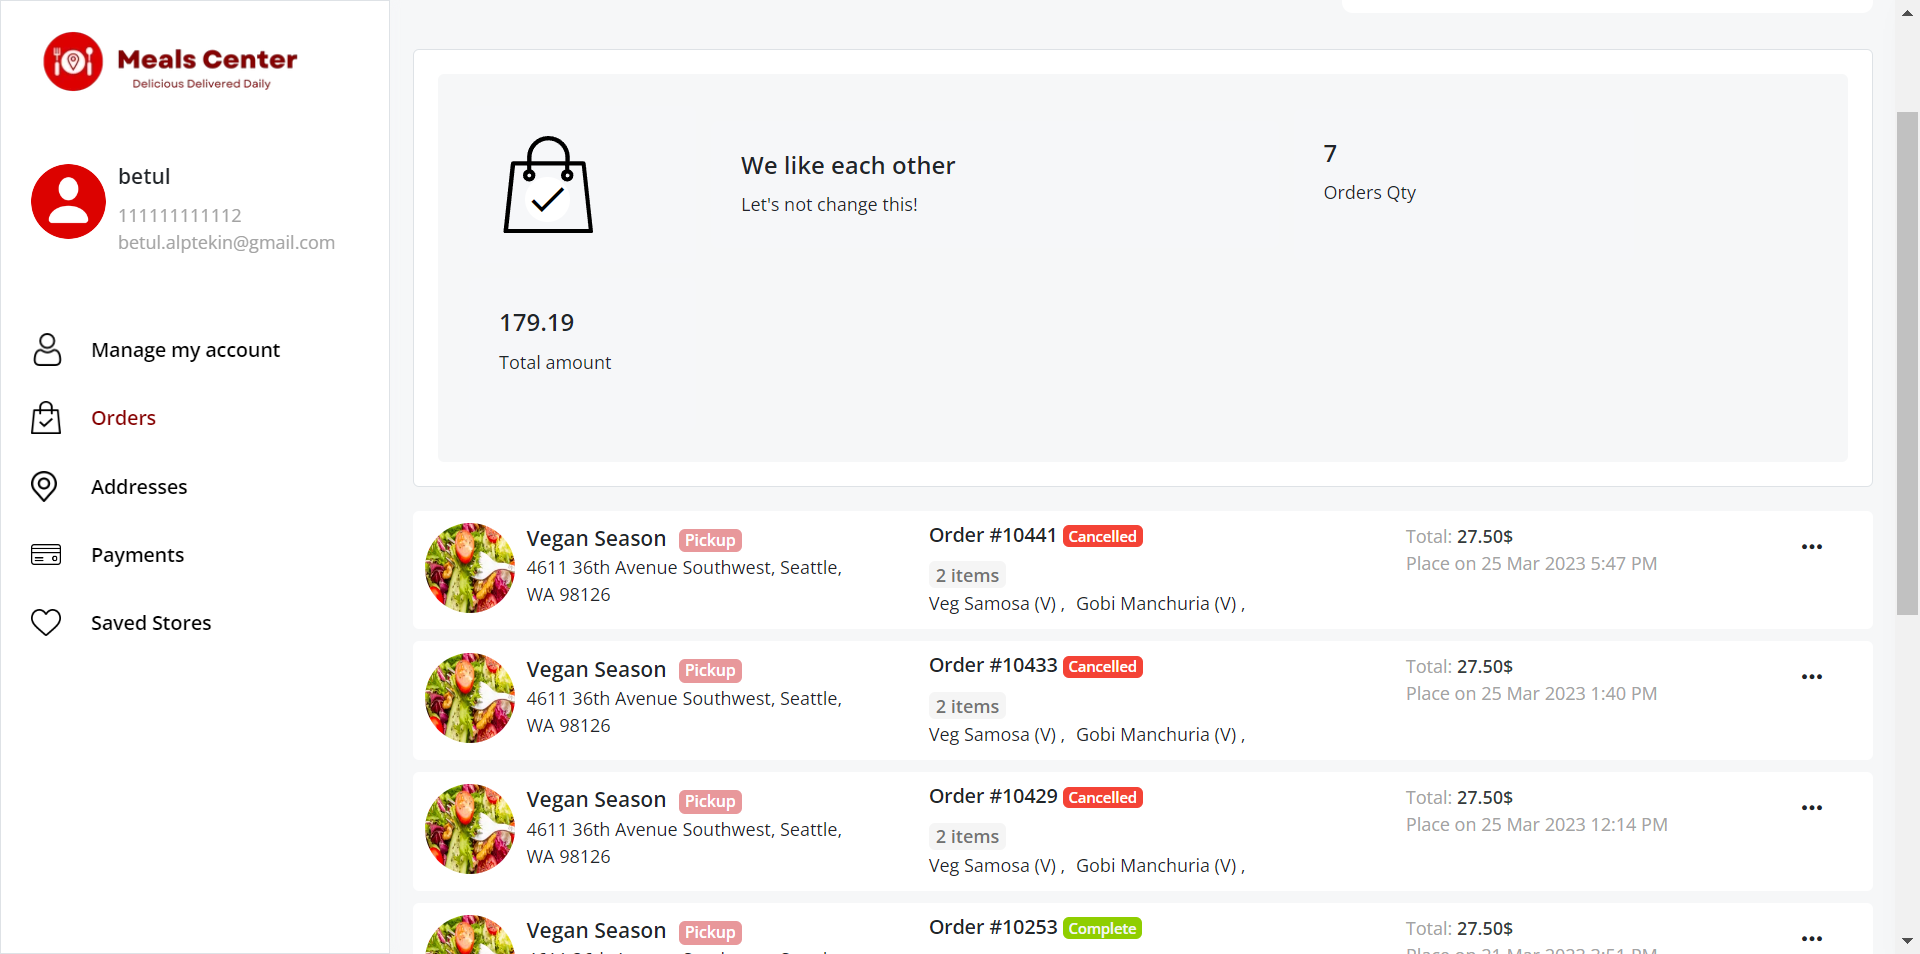 Meals Center
Delicious Delivered Daily
betul
111111111112
betul.alptekin@gmail.com
Manage my account
Orders
Addresses
Payments
Saved Stores
We like each other
Let's not change this!
7
Orders Qty
179.19
Total amount
Vegan Season Pickup
4611 36th Avenue Southwest, Seattle,
WA 98126
Order #10441 Cancelled
2 items
Veg Samosa (V) , Gobi Manchuria (V) ,
Total: 27.50$
Place on 25 Mar 2023 5:47 PM
Vegan Season Pickup
4611 36th Avenue Southwest, Seattle,
WA 98126
Order #10433 Cancelled
2 items
Veg Samosa (V) , Gobi Manchuria (V) ,
Total: 27.50$
Place on 25 Mar 2023 1:40 PM
Vegan Season Pickup
4611 36th Avenue Southwest, Seattle,
WA 98126
Order #10429 Cancelled
2 items
Veg Samosa (V) , Gobi Manchuria (V) ,
Total: 27.50$
Place on 25 Mar 2023 12:14 PM
Vegan Season Pickup
Order #10253 Complete
Total: 27.50$